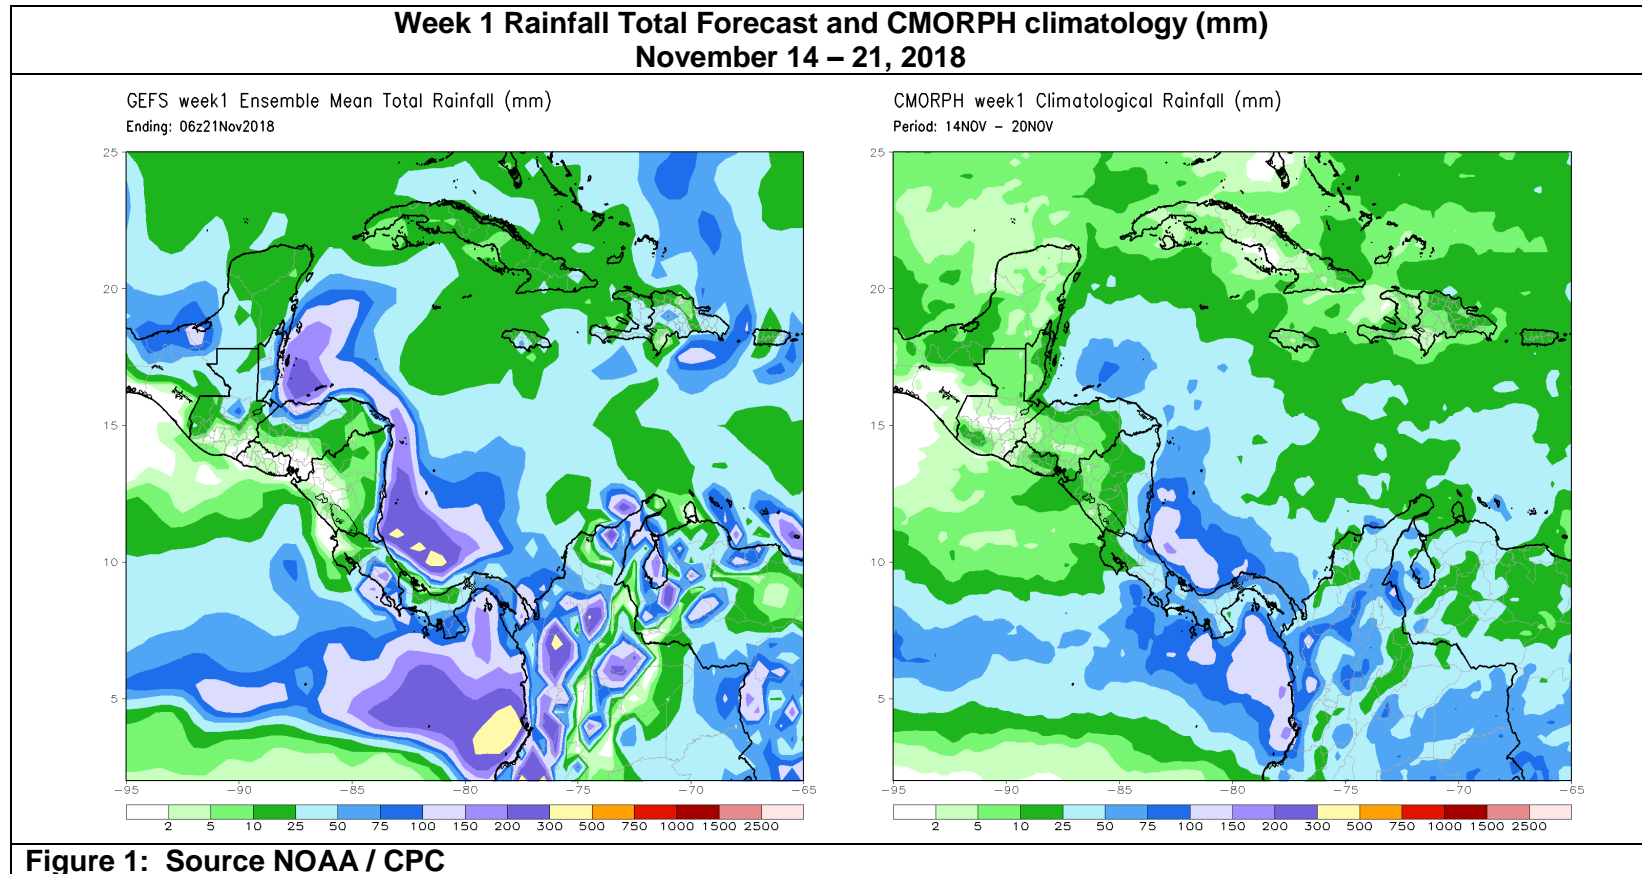 Week 1 Rainfall Total Forecast and CMORPH climatology (mm)
November 14 – 21, 2018
GEFS week1 Ensemble Mean Total Rainfall (mm)
Ending: 06z21Nov2018
CMORPH week1 Climatological Rainfall (mm)
Period: 14NOV – 20NOV
25
20
15
10
5
−95 −90 −85 −80 −75 −70 −65
2 5 10 25 50 75 100 150 200 300 500 750 1000 1500 2500
25
20
15
10
5
−95 −90 −85 −80 −75 −70 −65
2 5 10 25 50 75 100 150 200 300 500 750 1000 1500 2500
Figure 1: Source NOAA / CPC